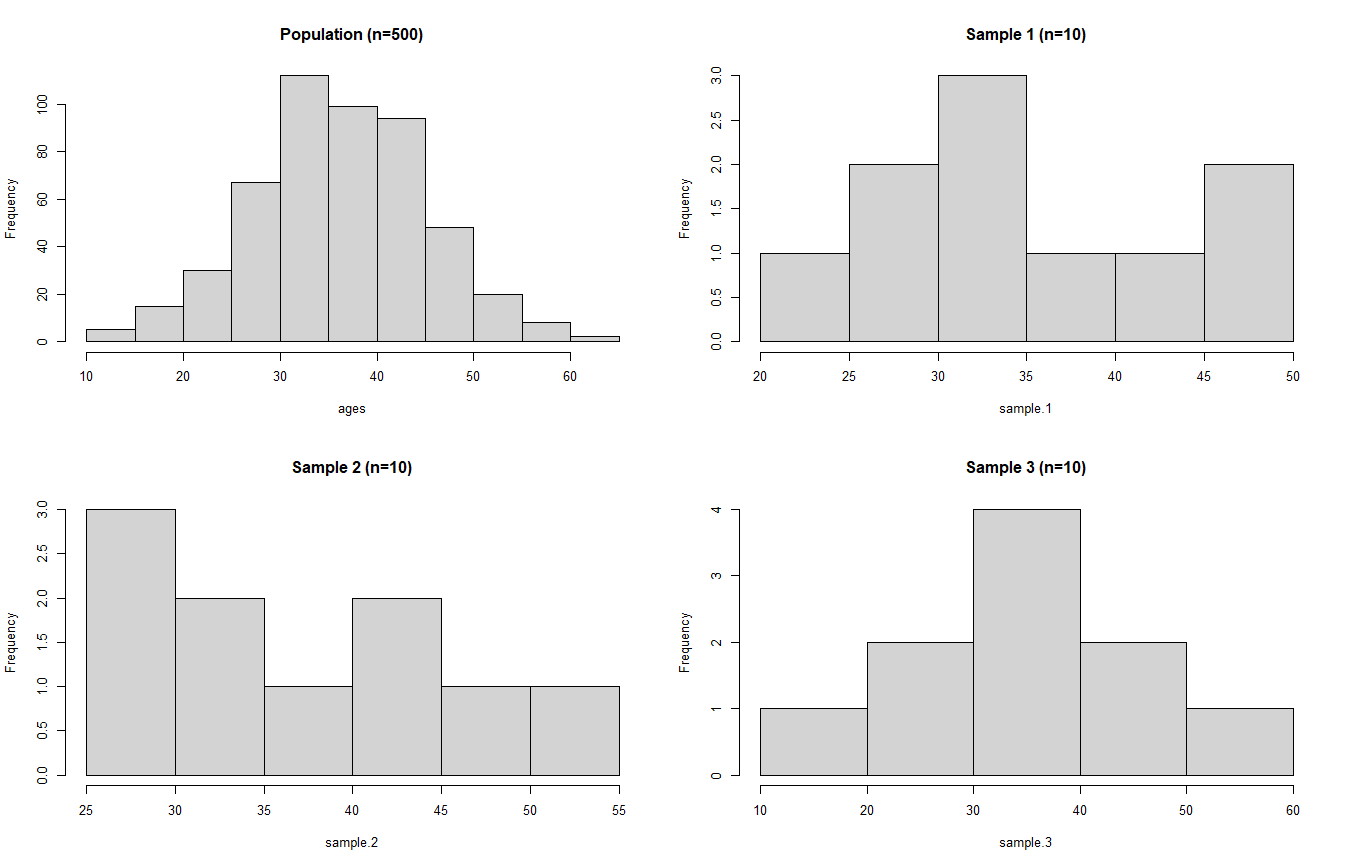 Population (n=500)
Frequency
0 20 40 60 80 100
10 20 30 40 50 60
ages
Sample 1 (n=10)
Frequency
0.0 0.5 1.0 1.5 2.0 2.5 3.0
20 25 30 35 40 45 50
sample.1
Sample 2 (n=10)
Frequency
0.0 0.5 1.0 1.5 2.0 2.5 3.0
25 30 35 40 45 50 55
sample.2
Sample 3 (n=10)
Frequency
0 1 2 3 4
10 20 30 40 50 60
sample.3